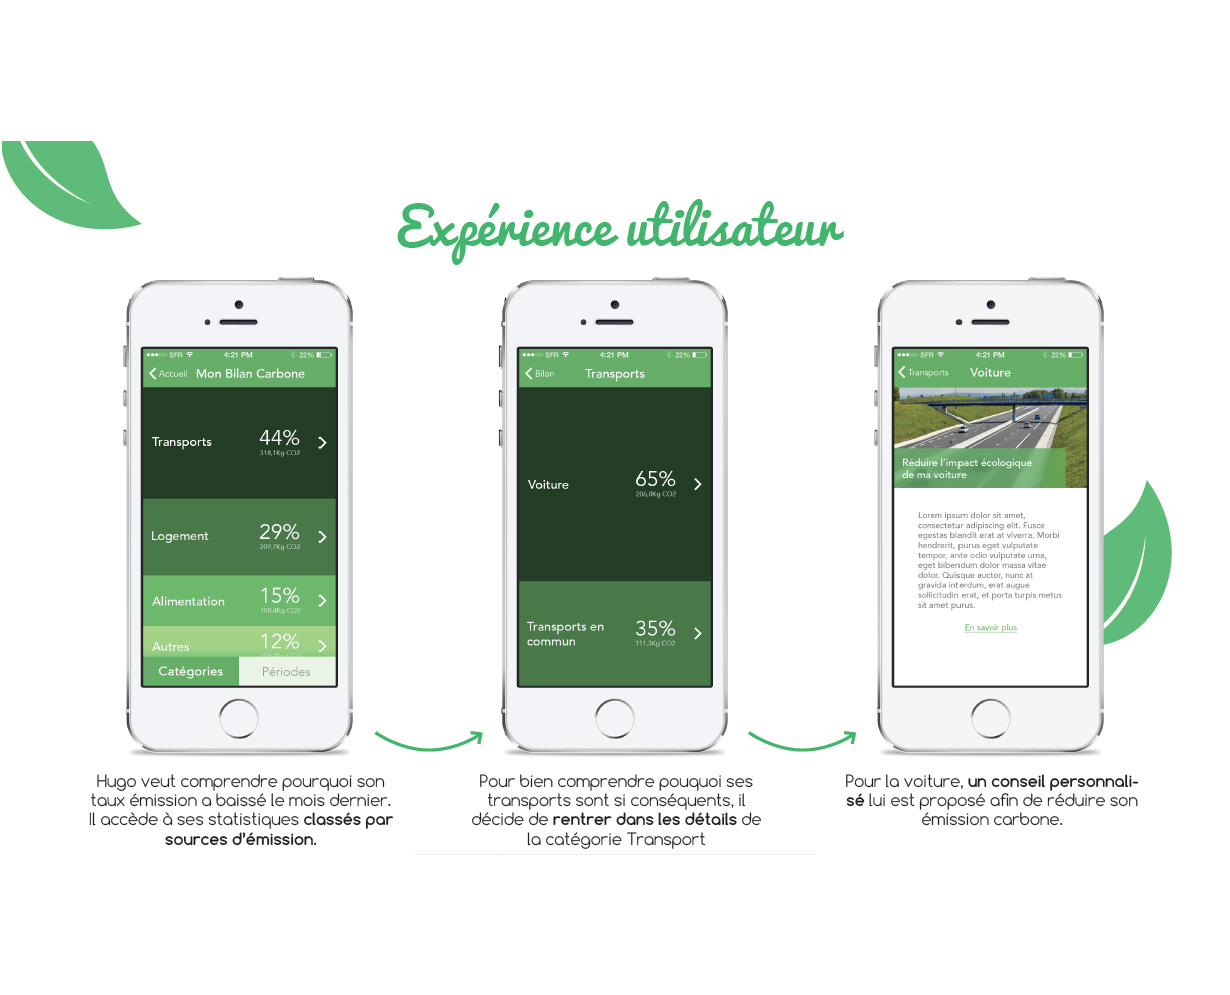 Expérience utilisateur
SFR 4:21 PM 22%
Accueil Mon Bilan Carbone
Transports 44%
318,1Kg CO2
Logement 29%
209,7Kg CO2
Alimentation 15%
108,4Kg CO2
Autres 12%
Catégories Périodes
Hugo veut comprendre pourquoi son
taux émission a baissé le mois dernier.
Il accède à ses statistiques classés par
sources d'émission.
SFR 4:21 PM 22%
Bilan Transports
Voiture 65%
206,8Kg CO2
Transports en
commun
35%
111,3Kg CO2
Pour bien comprendre pouquoi ses
transports sont si conséquents, il
décide de rentrer dans les détails de
la catégorie Transport
SFR 4:21 PM 22%
Transports Voiture
Réduire l'impact écologique
de ma voiture
Lorem ipsum dolor sit amet,
consectetur adipiscing elit. Fusce
egestas blandit erat at viverra. Morbi
hendrerit, purus eget vulputate
tempor, ante odio vulputate urna,
eget bibendum dolor massa vitae
dolor. Quisque auctor, nunc at
gravida interdum, erat augue
sollicitudin erat, et porta turpis metus
sit amet purus.
En savoir plus
Pour la voiture, un conseil personnali-
sé lui est proposé afin de réduire son
émission carbone.